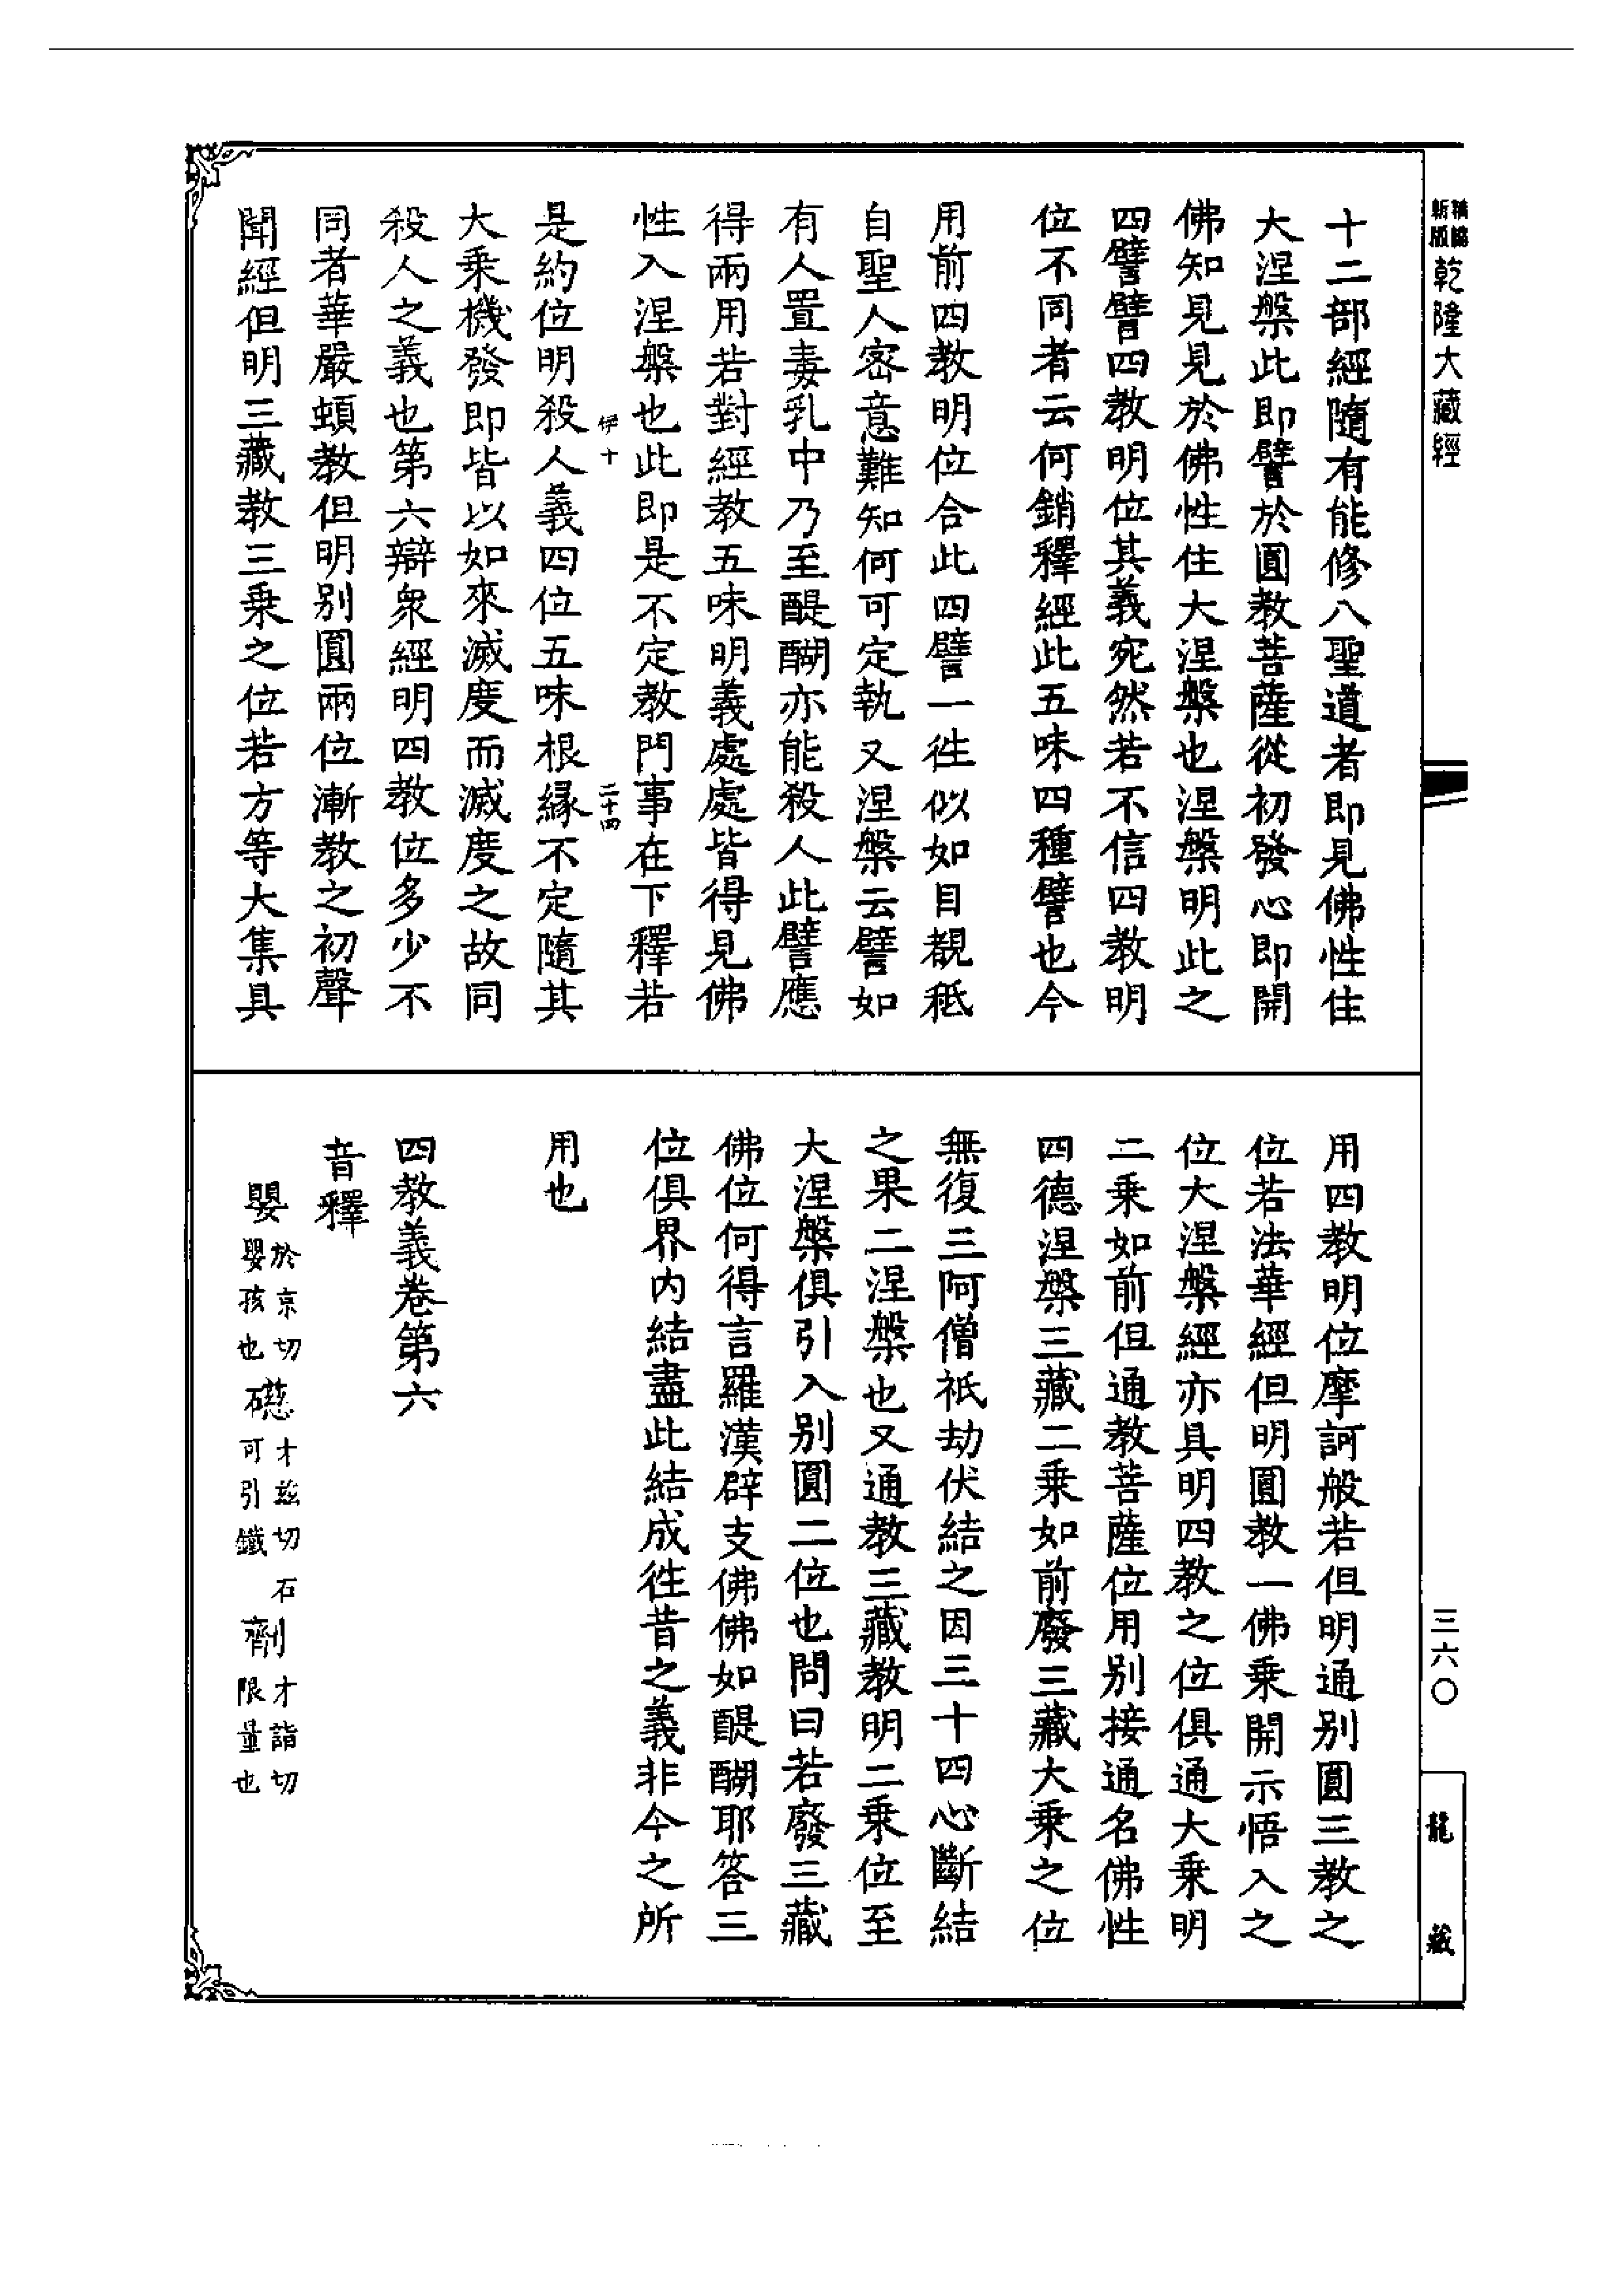 新編
縮版
乾隆大藏經
三六〇
龍藏
十二部經隨有能修八聖道者即見佛性住
大涅槃此即譬於圓教菩薩從初發心即開
佛知見見於佛性住大涅槃也涅槃明此之
四譬譬四教明位其義宛然若不信四教明
位不同者云何銷釋經此五味四種譬也今
用前四教明位合此四譬一徃似如目覩秖
自聖人密意難知何可定執又涅槃云譬如
有人置毒乳中乃至醍醐亦能殺人此譬應
得兩用若對經教五味明義處處皆得見佛
性入涅槃也此即是不定教門事在下釋若
伊十
二十四
是約位明殺人義四位五味根緣不定隨其
大乘機發即皆以如來滅度而滅度之故同
殺人之義也第六辯衆經明四教位多少不
同者華嚴頓教但明別圓兩位漸教之初聲
聞經但明三藏教三乘之位若方等大集具
用四教明位摩訶般若但明通別圓三教之
位若法華經但明圓教一佛乘開示悟入之
位大涅槃經亦具明四教之位俱通大乘明
二乘如前但通教菩薩位用別接通名佛性
四德涅槃三藏二乘如前廢三藏大乘之位
無復三阿僧祇劫伏結之因三十四心斷結
之果二涅槃也又通教三藏教明二乘位至
大涅槃俱引入別圓二位也問曰若廢三藏
佛位何得言羅漢辟支佛佛如醍醐耶答三
位俱界內結盡此結成徃昔之義非今之所
用也
四教義卷第六
音釋
嬰於京切嬰孩也礠才茲切石可引鐵劑才詣切限量也